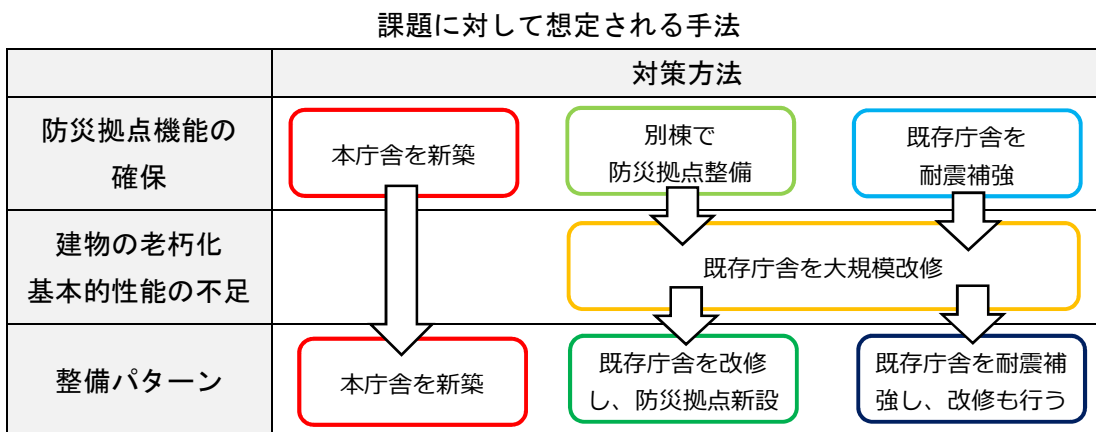 課題に対して想定される手法
対策方法
防災拠点機能の
確保
本庁舎を新築
別棟で
防災拠点整備
既存庁舎を
耐震補強
建物の老朽化
基本的性能の不足
既存庁舎を大規模改修
整備パターン
本庁舎を新築
既存庁舎を改修
し、防災拠点新設
既存庁舎を耐震補
強し、改修も行う